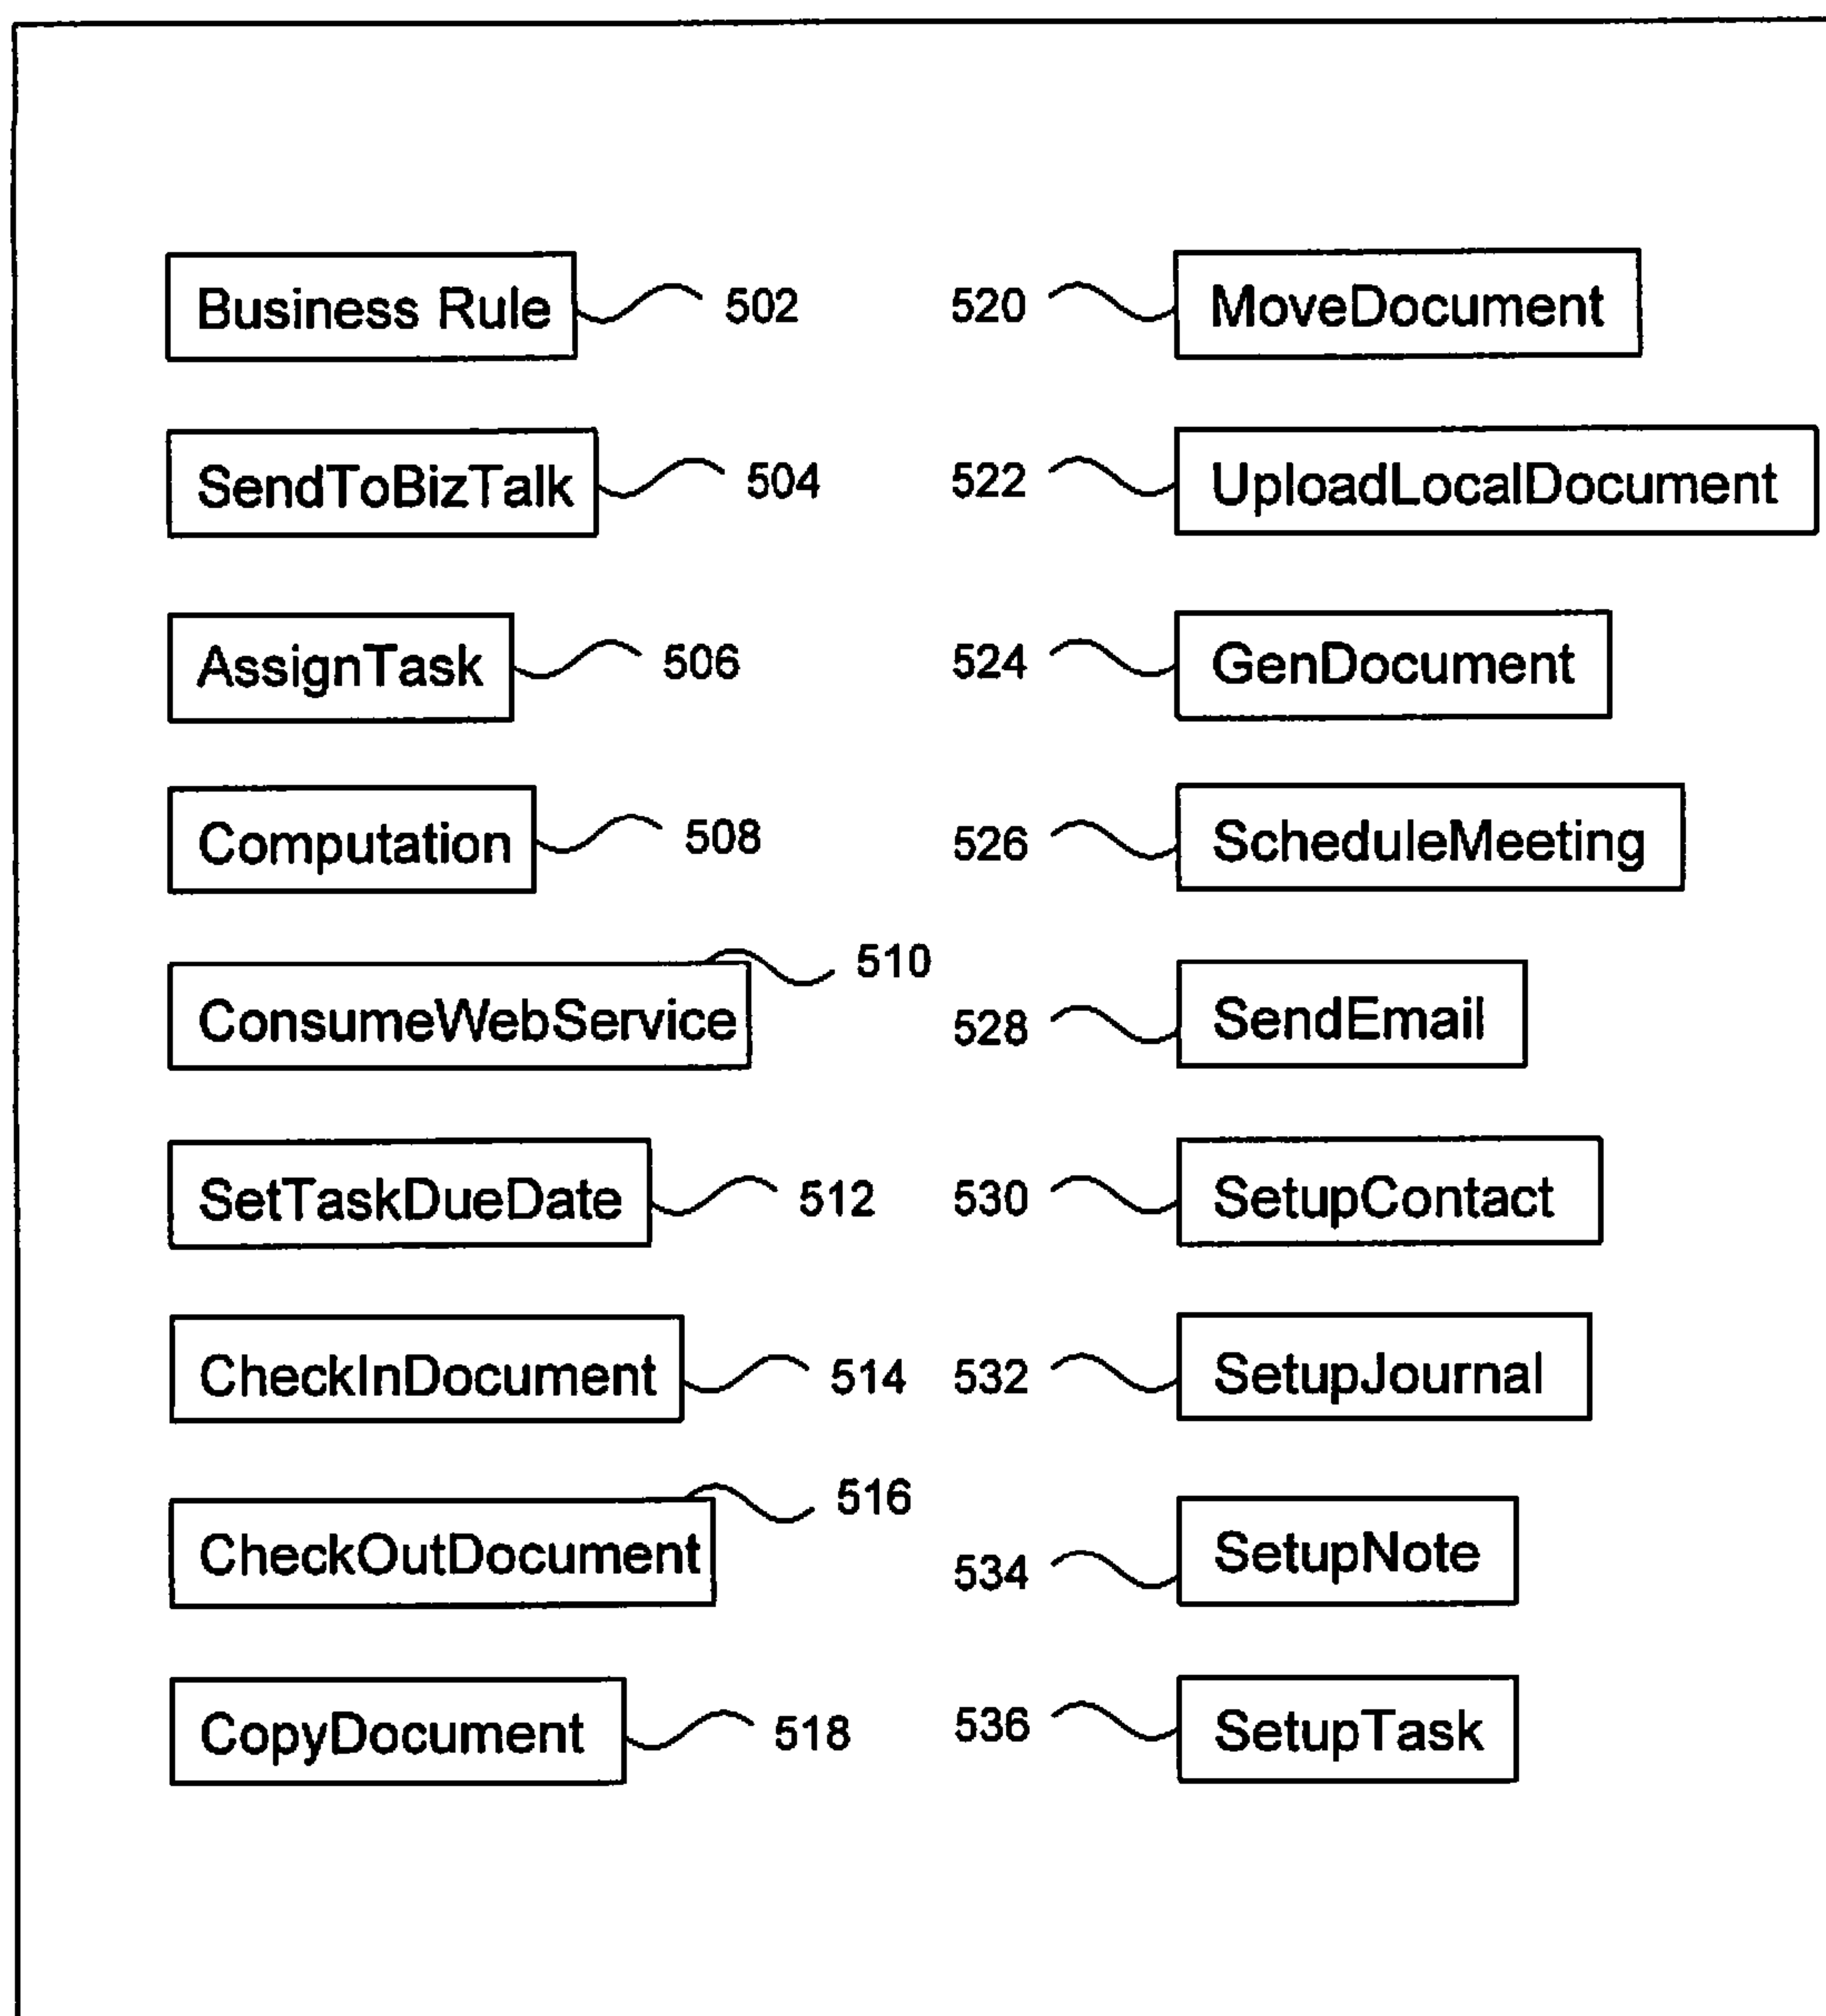 Business Rule 502 520 MoveDocument
SendToBizTalk 504 522 UploadLocalDocument
AssignTask 506 524 GenDocument
Computation 508 526 ScheduleMeeting
510
ConsumeWebService 528 SendEmail
SetTaskDueDate 512 530 SetupContact
CheckInDocument 514 532 SetupJournal
516
CheckOutDocument 534 SetupNote
CopyDocument 518 536 SetupTask